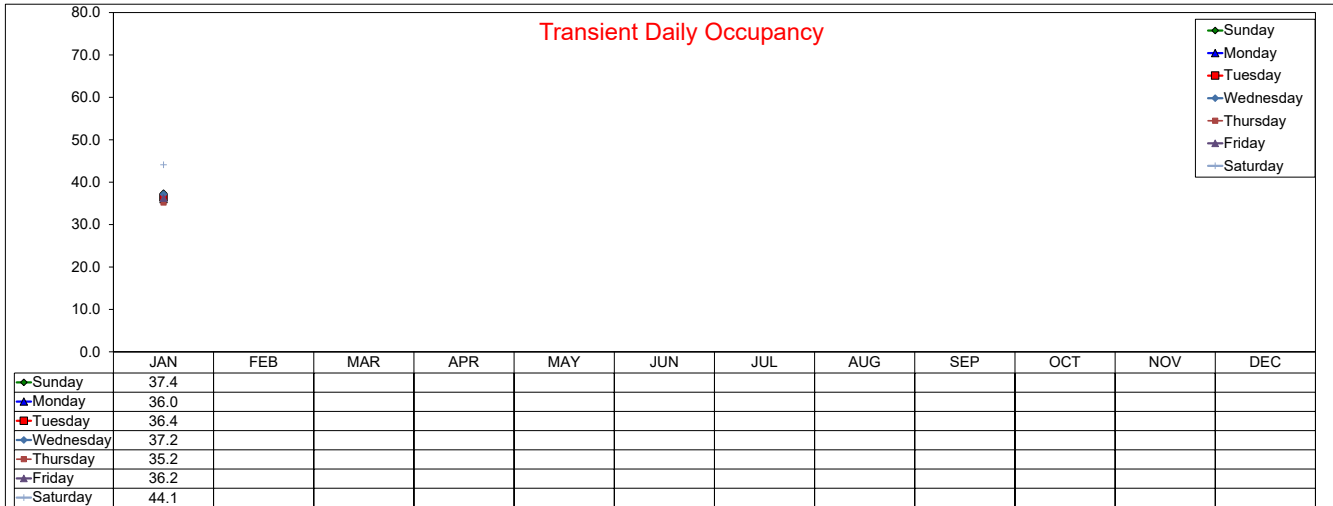 Transient Daily Occupancy
80.0
70.0
60.0
50.0
40.0
30.0
20.0
10.0
0.0
Sunday
Monday
Tuesday
Wednesday
Thursday
Friday
Saturday
JAN FEB MAR APR MAY JUN JUL AUG SEP OCT NOV DEC
Sunday 37.4
Monday 36.0
Tuesday 36.4
Wednesday 37.2
Thursday 35.2
Friday 36.2
Saturday 44.1